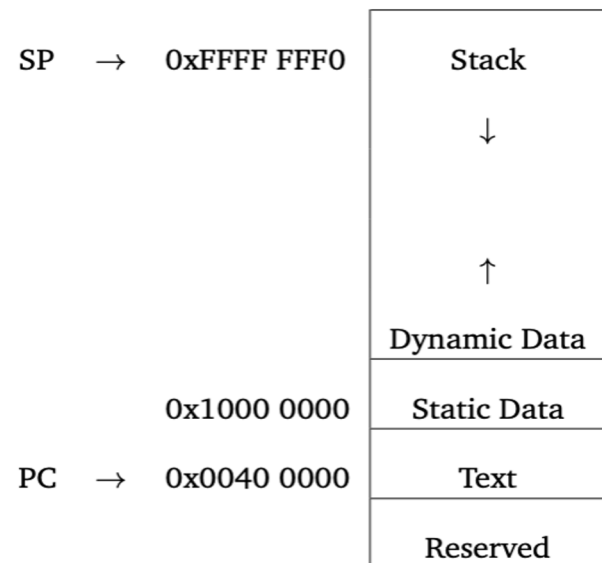 SP → 0xFFFF FFF0 Stack
↓
↑
Dynamic Data
0x1000 0000 Static Data
PC → 0x0040 0000 Text
Reserved